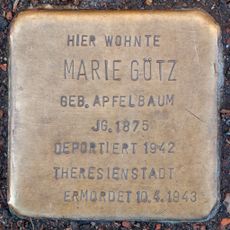 HIER WOHNTE
MARIE GÖTZ
GEB. APFELBAUM
JG. 1875
DEPORTIERT 1942
THERESIENSTADT
ERMORDET 10.4.1943